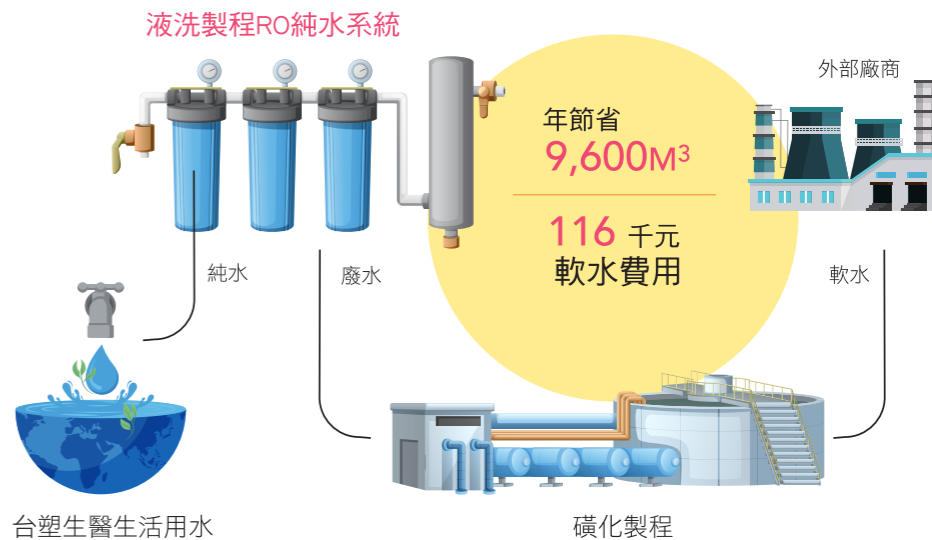 液洗製程RO純水系統
外部廠商
年節省
9,600M³
116 千元
軟水費用
純水
廢水
軟水
台塑生醫生活用水
磺化製程